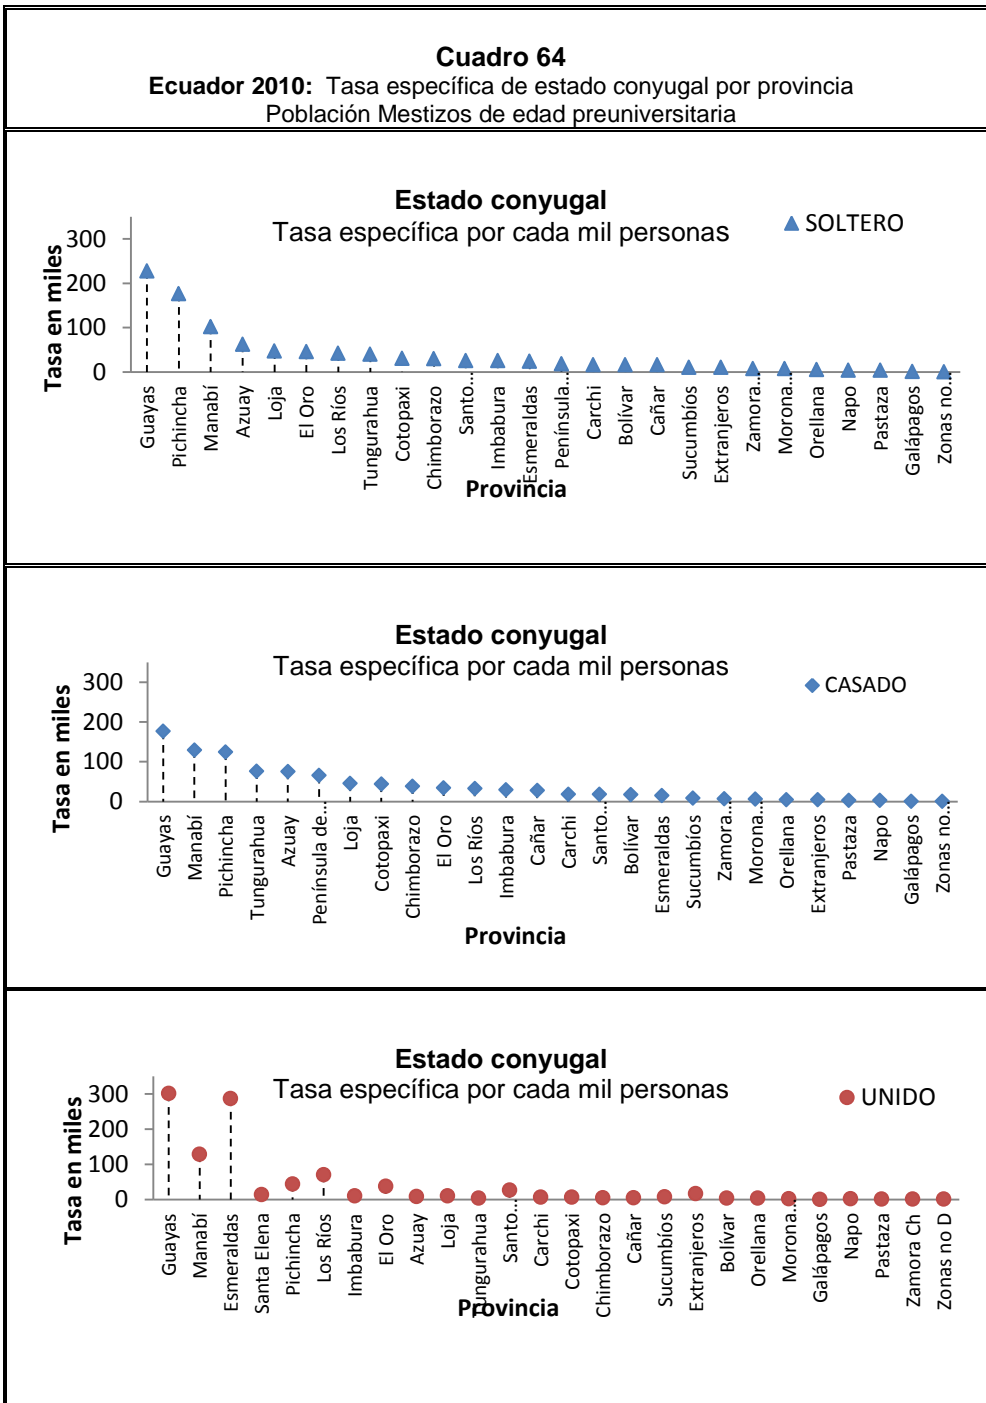 Cuadro 64
Ecuador 2010: Tasa específica de estado conyugal por provincia
Población Mestizos de edad preuniversitaria
Estado conyugal
Tasa específica por cada mil personas
SOLTERO
Tasa en miles
300
200
100
0
Guayas
Pichincha
Manabí
Azuay
Loja
El Oro
Los Ríos
Tungurahua
Cotopaxi
Chimborazo
Santo...
Imbabura
Esmeraldas
Península...
Carchi
Bolívar
Cañar
Sucumbíos
Extranjeros
Zamora...
Morona...
Orellana
Napo
Pastaza
Galápagos
Zonas no...
Provincia
Estado conyugal
Tasa específica por cada mil personas
CASADO
Tasa en miles
300
200
100
0
Guayas
Manabí
Pichincha
Tungurahua
Azuay
Península de...
Loja
Cotopaxi
Chimborazo
El Oro
Los Ríos
Imbabura
Cañar
Carchi
Santo...
Bolívar
Esmeraldas
Sucumbíos
Zamora...
Morona...
Orellana
Extranjeros
Pastaza
Napo
Galápagos
Zonas no...
Provincia
Estado conyugal
Tasa específica por cada mil personas
UNIDO
Tasa en miles
300
200
100
0
Guayas
Manabí
Esmeraldas
Santa Elena
Pichincha
Los Ríos
Imbabura
El Oro
Azuay
Loja
Tungurahua
Santo...
Carchi
Cotopaxi
Chimborazo
Cañar
Sucumbíos
Extranjeros
Bolívar
Orellana
Morona...
Galápagos
Napo
Pastaza
Zamora Ch
Zonas no D
Provincia